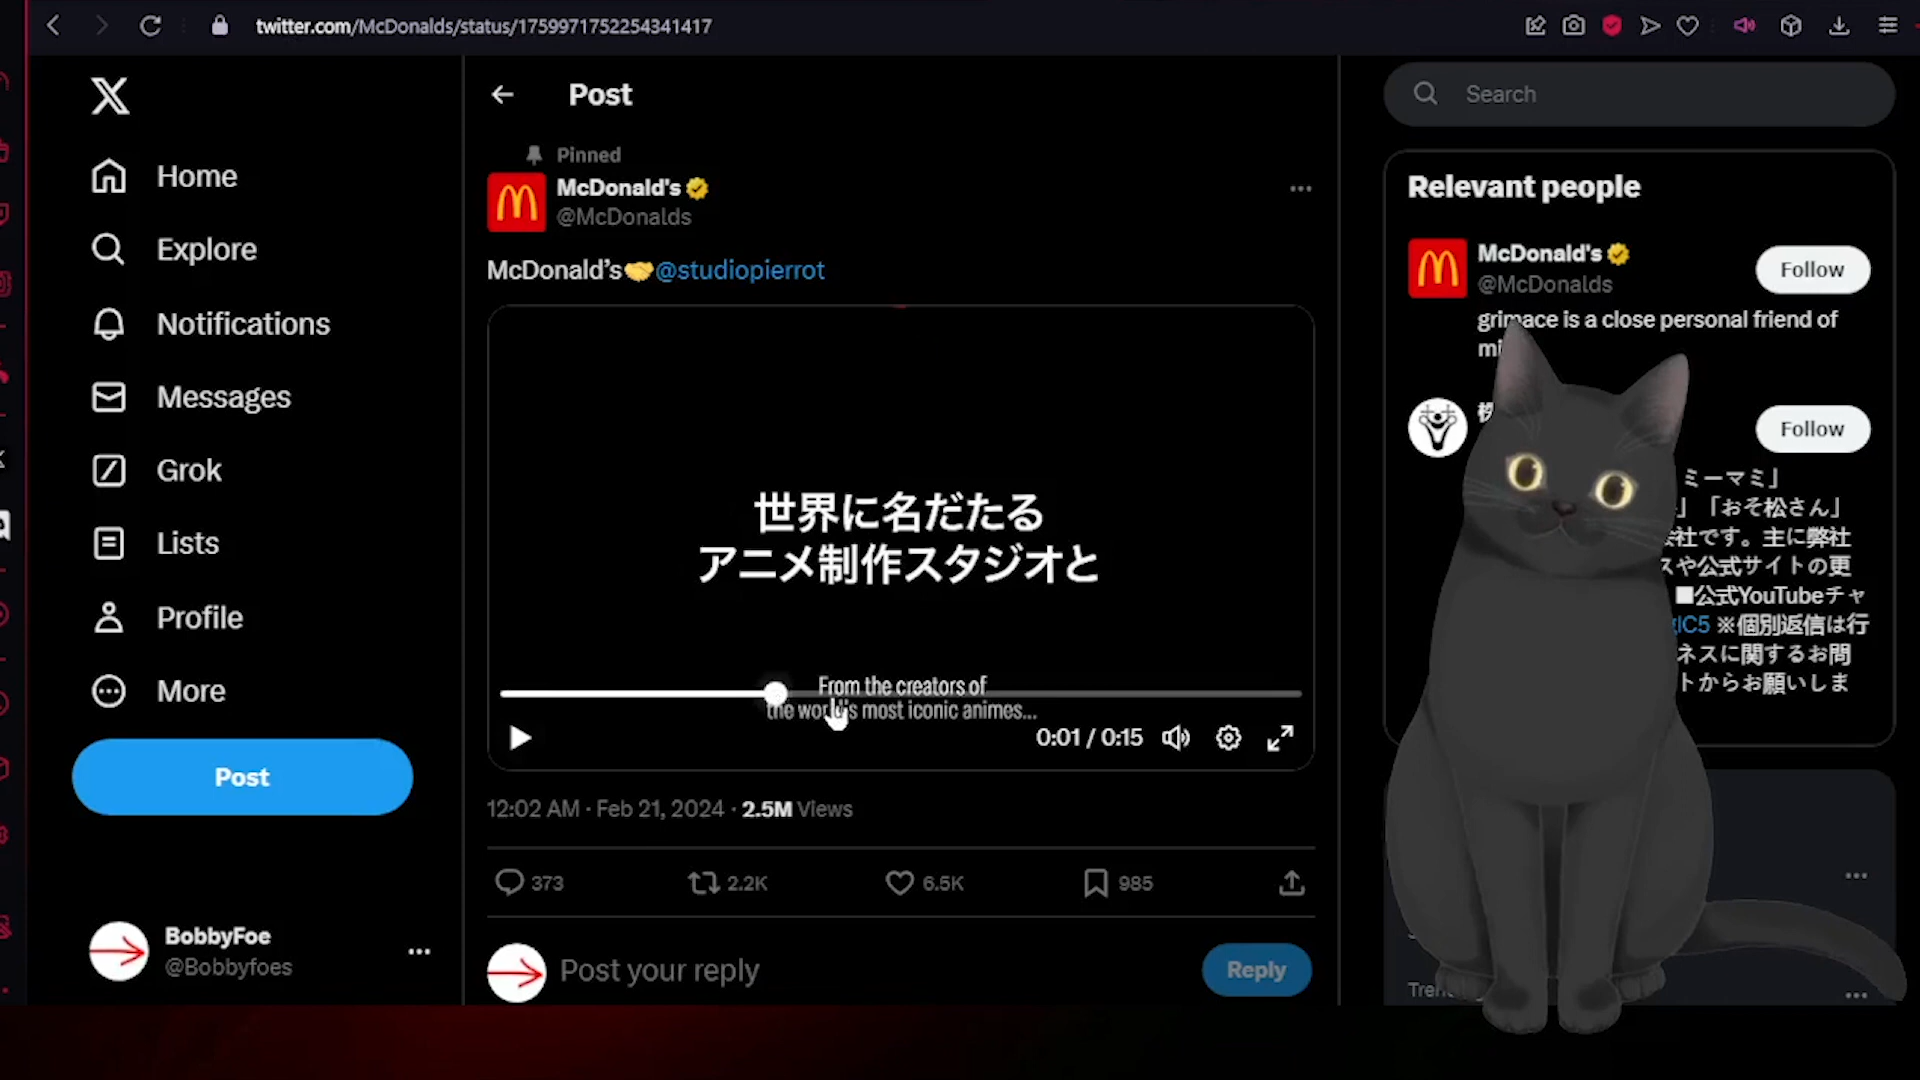 twitter.com/McDonalds/status/1759971752254341417
Home
Explore
Notifications
Messages
Grok
Lists
Profile
More
Post
BobbyFoe
@Bobbyfoes
Post
Pinned
McDonald's
@McDonalds
McDonald's🤝@studiopierrot
世界に名だたる
アニメ制作スタジオと
From the creators of
the world's most iconic animes...
0:01 / 0:15
12:02 AM · Feb 21, 2024 · 2.5M Views
373
2.2K
6.5K
985
Post your reply
Reply
Search
Relevant people
McDonald's
@McDonalds
Follow
grimace is a close personal friend of
Follow
ミーマミ」
」「おそ松さん」
会社です。主に弊社
スや公式サイトの更
■公式YouTubeチャ
IC5 ※個別返信は行
ネスに関するお問
トからお願いしま